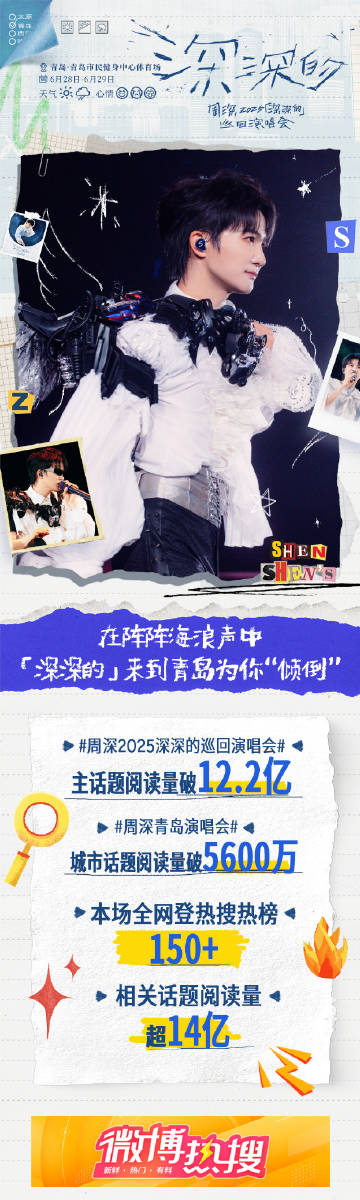 太原
青岛·青岛市民健身中心体育场
6月28日-6月29日
天气 心情
深深的
周深2025「深深的」
巡回演唱会
S
S
Z
SHEN
SHEN'S
在阵阵海浪声中
「深深的」来到青岛为你“倾倒”
#周深2025深深的巡回演唱会#
主话题阅读量破12.2亿
#周深青岛演唱会#
城市话题阅读量破5600万
本场全网登热搜热榜
150+
相关话题阅读量
超14亿
微博热搜
新鲜·热门·有料